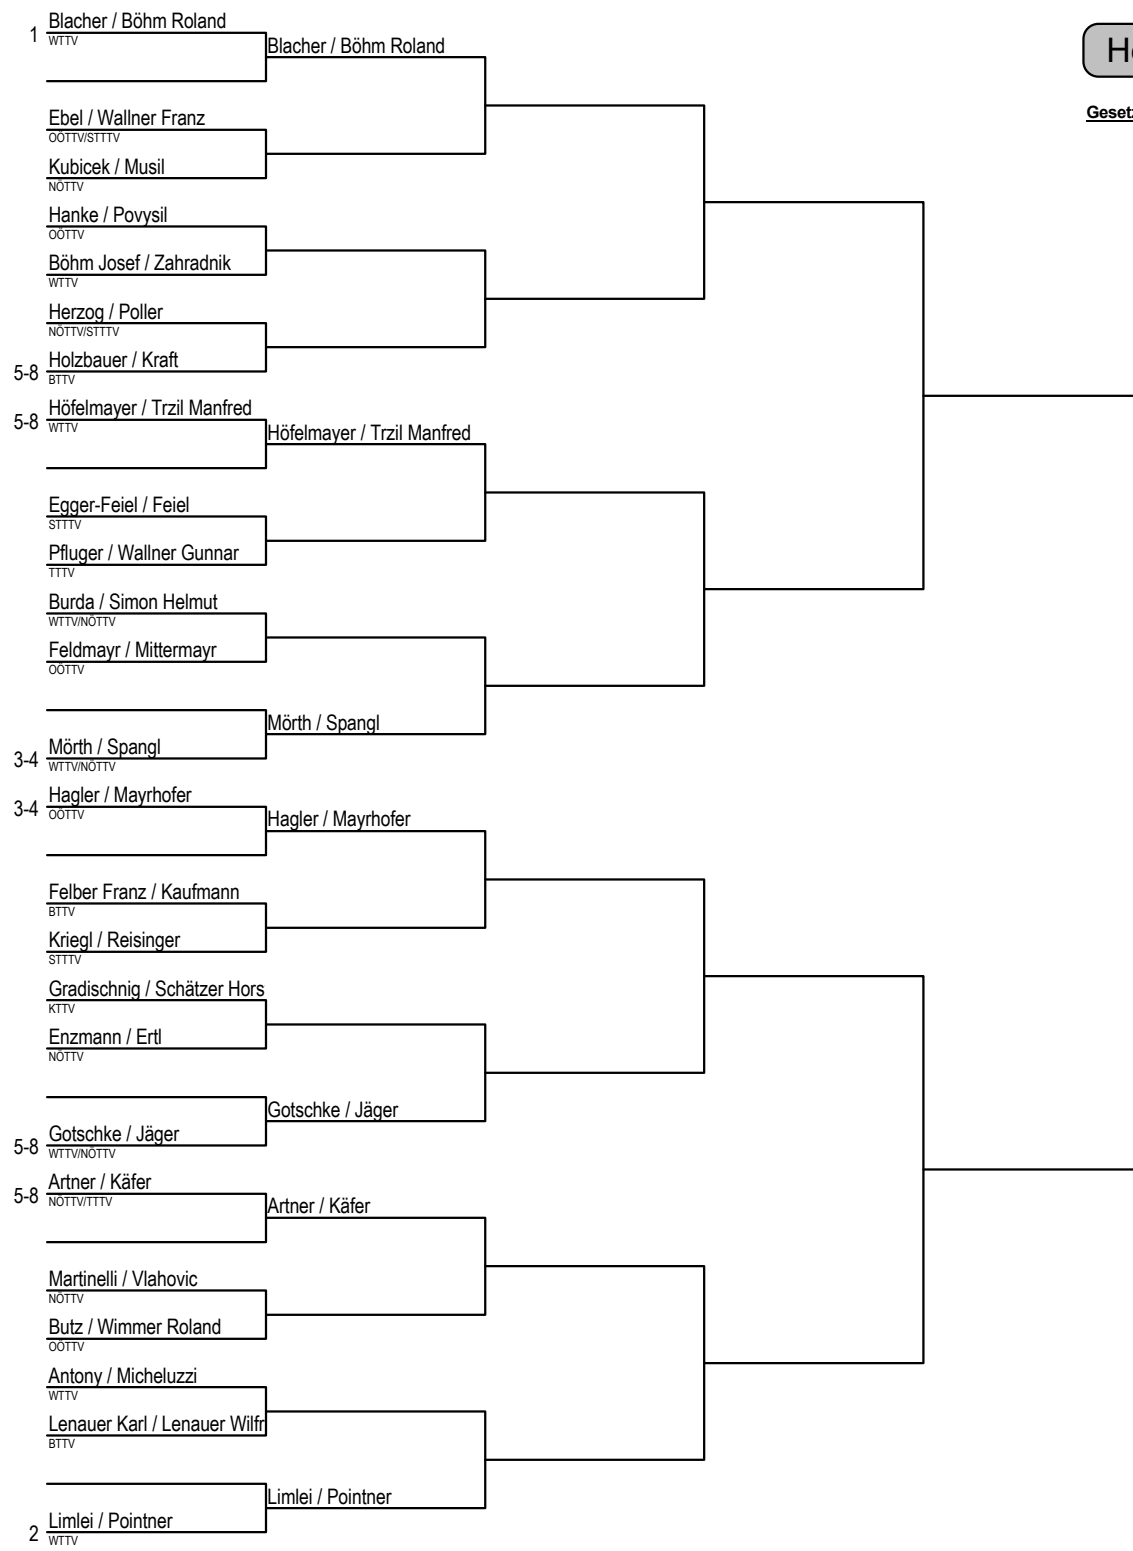 Blacher / Böhm Roland
1
WTTV
Blacher / Böhm Roland
Ebel / Wallner Franz
OÖTTV/STTTV
Kubicek / Musil
NÖTTV
Hanke / Povysil
OÖTTV
Böhm Josef / Zahradnik
WTTV
Herzog / Poller
NÖTTV/STTTV
Holzbauer / Kraft
5-8
BTTV
Höfelmayer / Trzil Manfred
5-8
WTTV
Höfelmayer / Trzil Manfred
Egger-Feiel / Feiel
STTTV
Pfluger / Wallner Gunnar
TTTV
Burda / Simon Helmut
WTTV/NÖTTV
Feldmayr / Mittermayr
OÖTTV
Mörth / Spangl
Mörth / Spangl
3-4
WTTV/NÖTTV
Hagler / Mayrhofer
3-4
OÖTTV
Hagler / Mayrhofer
Felber Franz / Kaufmann
BTTV
Kriegl / Reisinger
STTTV
Gradischnig / Schätzer Hors
KTTV
Enzmann / Ertl
NÖTTV
Gotschke / Jäger
Gotschke / Jäger
5-8
WTTV/NÖTTV
Artner / Käfer
5-8
NÖTTV/TTTV
Artner / Käfer
Martinelli / Vlahovic
NÖTTV
Butz / Wimmer Roland
OÖTTV
Antony / Micheluzzi
WTTV
Lenauer Karl / Lenauer Wilfr
BTTV
Limlei / Pointner
Limlei / Pointner
2
WTTV